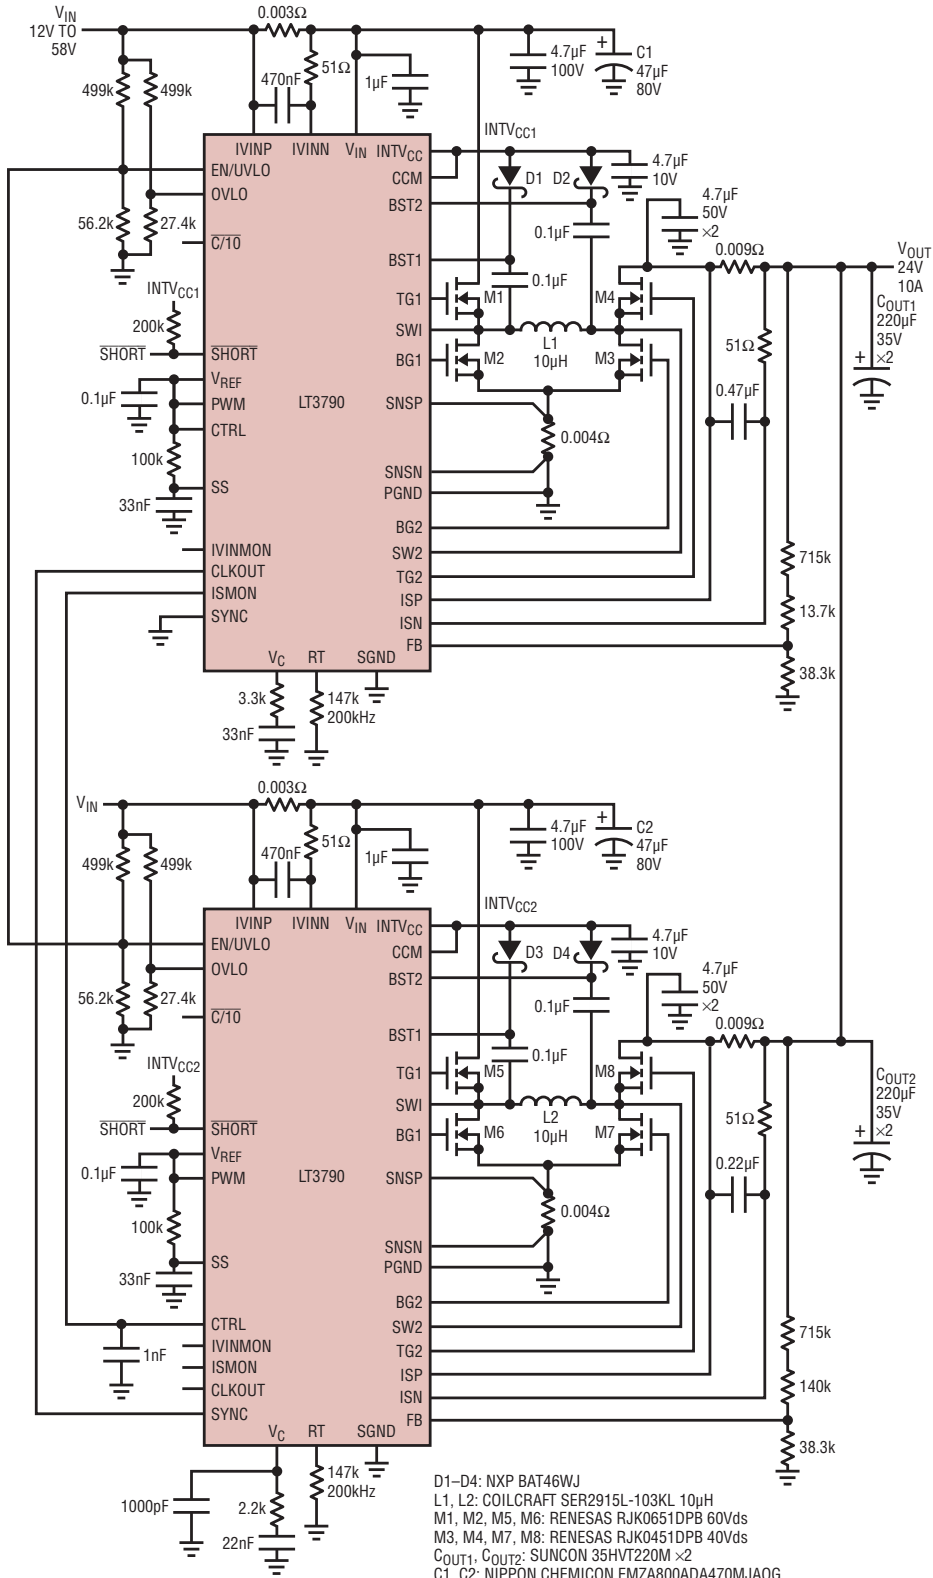 VIN
12V TO
58V
0.003Ω
51Ω
470nF
1µF
4.7µF
100V
+
C1
47µF
80V
499k
499k
INTVCC1
IVINP
IVINN
VIN
INTVCC
EN/UVLO
CCM
D1
D2
4.7µF
10V
OVLO
BST2
4.7µF
50V
×2
56.2k
27.4k
0.1µF
C/10
0.009Ω
VOUT
24V
10A
BST1
INTVCC1
0.1µF
TG1
M1
M4
COUT1
220µF
35V
×2
+
200k
SWI
L1
10µH
51Ω
SHORT
SHORT
BG1
M2
M3
VREF
0.1µF
PWM
LT3790
SNSP
0.47µF
CTRL
0.004Ω
100k
SNSN
SS
PGND
33nF
BG2
IVINMON
SW2
715k
CLKOUT
TG2
ISMON
ISP
13.7k
SYNC
ISN
FB
VC
RT
SGND
38.3k
3.3k
147k
200kHz
33nF
0.003Ω
VIN
51Ω
470nF
1µF
4.7µF
100V
+
C2
47µF
80V
499k
499k
INTVCC2
IVINP
IVINN
VIN
INTVCC
EN/UVLO
CCM
D3
D4
4.7µF
10V
OVLO
BST2
4.7µF
50V
×2
56.2k
27.4k
0.1µF
C/10
0.009Ω
BST1
INTVCC2
0.1µF
TG1
M5
M8
COUT2
220µF
35V
×2
+
200k
SWI
L2
10µH
51Ω
SHORT
SHORT
BG1
M6
M7
VREF
0.1µF
PWM
LT3790
SNSP
0.22µF
0.004Ω
100k
SNSN
SS
PGND
33nF
BG2
CTRL
SW2
715k
1nF
IVINMON
TG2
ISMON
ISP
140k
CLKOUT
ISN
SYNC
FB
VC
RT
SGND
38.3k
147k
200kHz
1000pF
2.2k
22nF
D1–D4: NXP BAT46WJ
L1, L2: COILCRAFT SER2915L-103KL 10µH
M1, M2, M5, M6: RENESAS RJK0651DPB 60Vds
M3, M4, M7, M8: RENESAS RJK0451DPB 40Vds
COUT1, COUT2: SUNCON 35HVT220M ×2
C1, C2: NIPPON CHEMICON EMZA800ADA470MJAOG